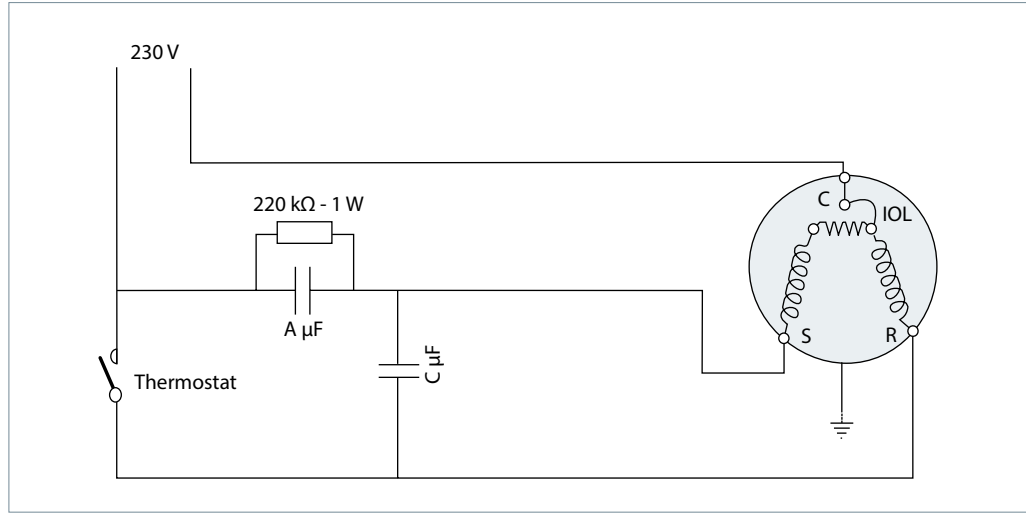 230 V
220 kΩ - 1 W
A µF
C µF
Thermostat
C
IOL
S
R